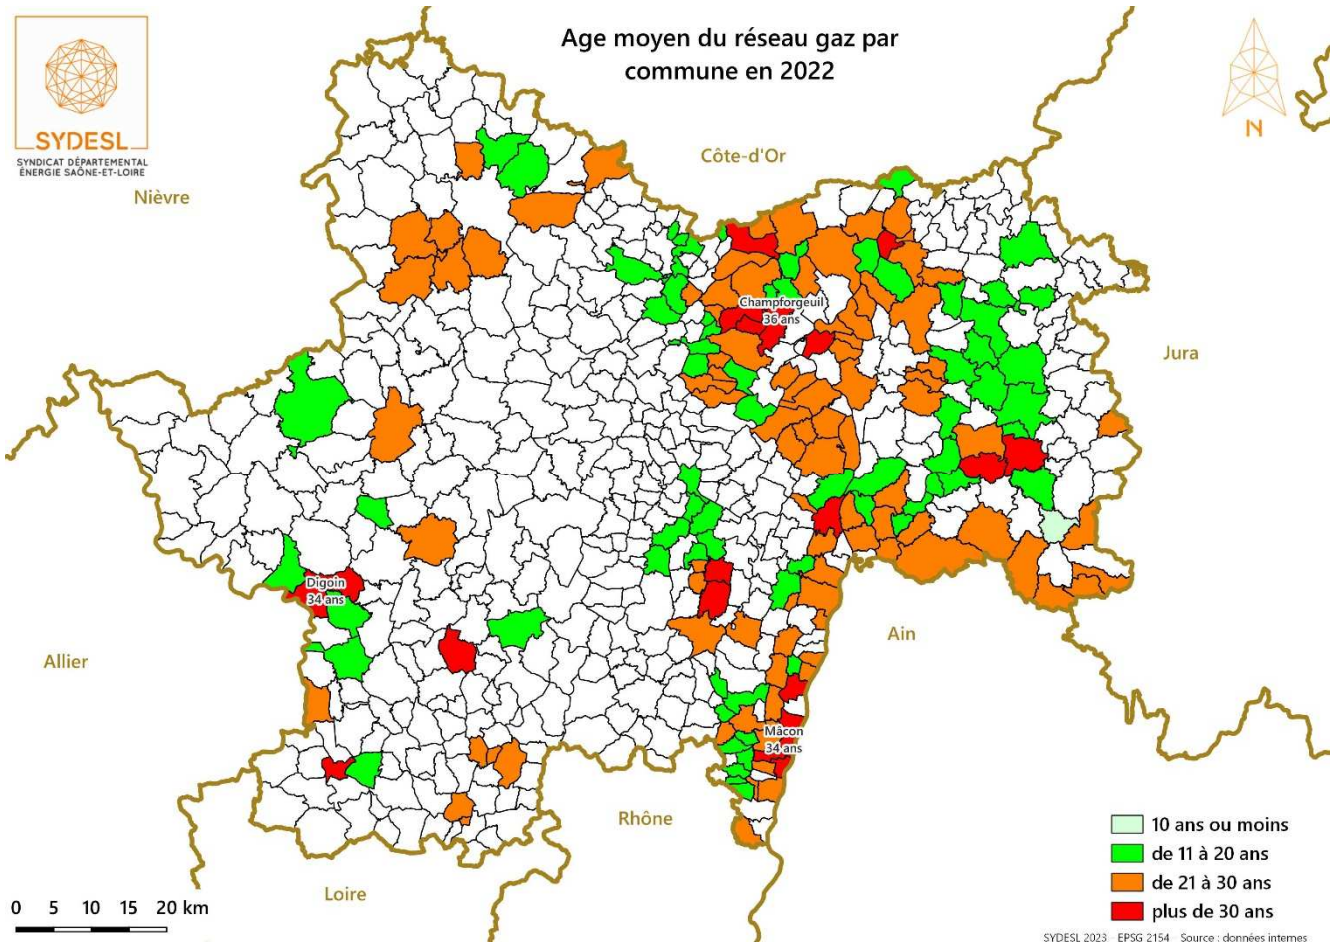 Age moyen du réseau gaz par
commune en 2022
SYDESL
SYNDICAT DÉPARTEMENTAL
ÉNERGIE SAÔNE-ET-LOIRE
N
Côte-d'Or
Nièvre
Champforgeuil
36 ans
Jura
Digoin
34 ans
Ain
Allier
Mâcon
34 ans
Rhône
Loire
10 ans ou moins
de 11 à 20 ans
de 21 à 30 ans
plus de 30 ans
0 5 10 15 20 km
SYDESL 2023 EPSG 2154 Source : données internes